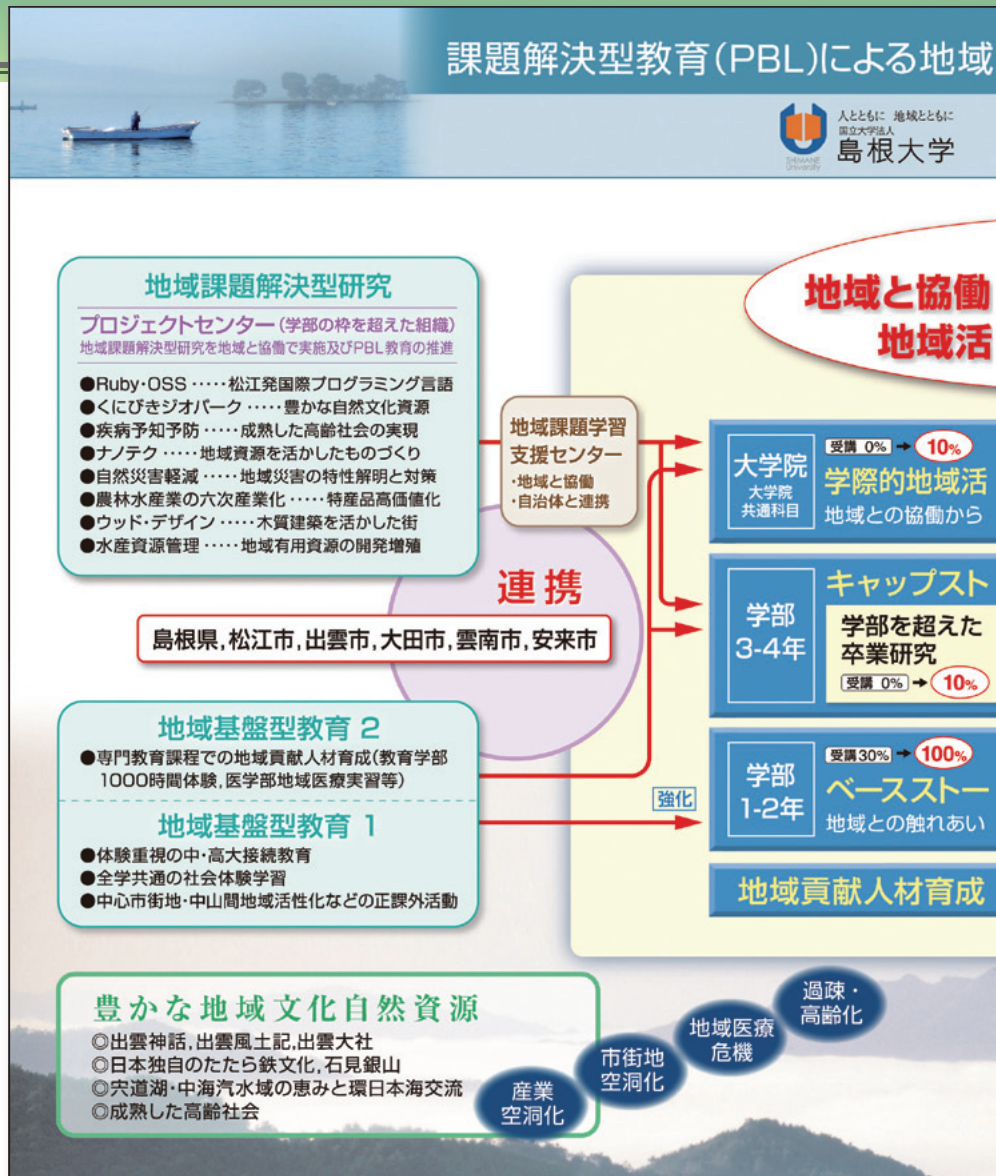 課題解決型教育(PBL)による地域
人とともに 地域とともに
国立大学法人
島根大学
SHIMANE
University
地域課題解決型研究
プロジェクトセンター(学部の枠を超えた組織)
地域課題解決型研究を地域と協働で実施及びPBL教育の推進
●Ruby・OSS ‥‥‥松江発国際プログラミング言語
●くにびきジオパーク ‥‥‥豊かな自然文化資源
●疾病予知予防 ‥‥‥成熟した高齢社会の実現
●ナノテク ‥‥‥地域資源を活かしたものづくり
●自然災害軽減 ‥‥‥地域災害の特性解明と対策
●農林水産業の六次産業化 ‥‥‥特産品高価値化
●ウッド・デザイン ‥‥‥木質建築を活かした街
●水産資源管理 ‥‥‥地域有用資源の開発増殖
地域課題学習
支援センター
・地域と協働
・自治体と連携
連携
島根県,松江市,出雲市,大田市,雲南市,安来市
地域基盤型教育 2
●専門教育課程での地域貢献人材育成(教育学部
1000時間体験,医学部地域医療実習等)
地域基盤型教育 1
●体験重視の中・高大接続教育
●全学共通の社会体験学習
●中心市街地・中山間地域活性化などの正課外活動
強化
地域と協働
地域活
大学院
大学院
共通科目
受講 0% → 10%
学際的地域活
地域との協働から
学部
3-4年
キャップスト
学部を超えた
卒業研究
受講 0% → 10%
学部
1-2年
受講30% → 100%
ベースストー
地域との触れあい
地域貢献人材育成
豊かな地域文化自然資源
◎出雲神話,出雲風土記,出雲大社
◎日本独自のたたら鉄文化,石見銀山
◎宍道湖・中海汽水域の恵みと環日本海交流
◎成熟した高齢社会
産業
空洞化
市街地
空洞化
地域医療
危機
過疎・
高齢化